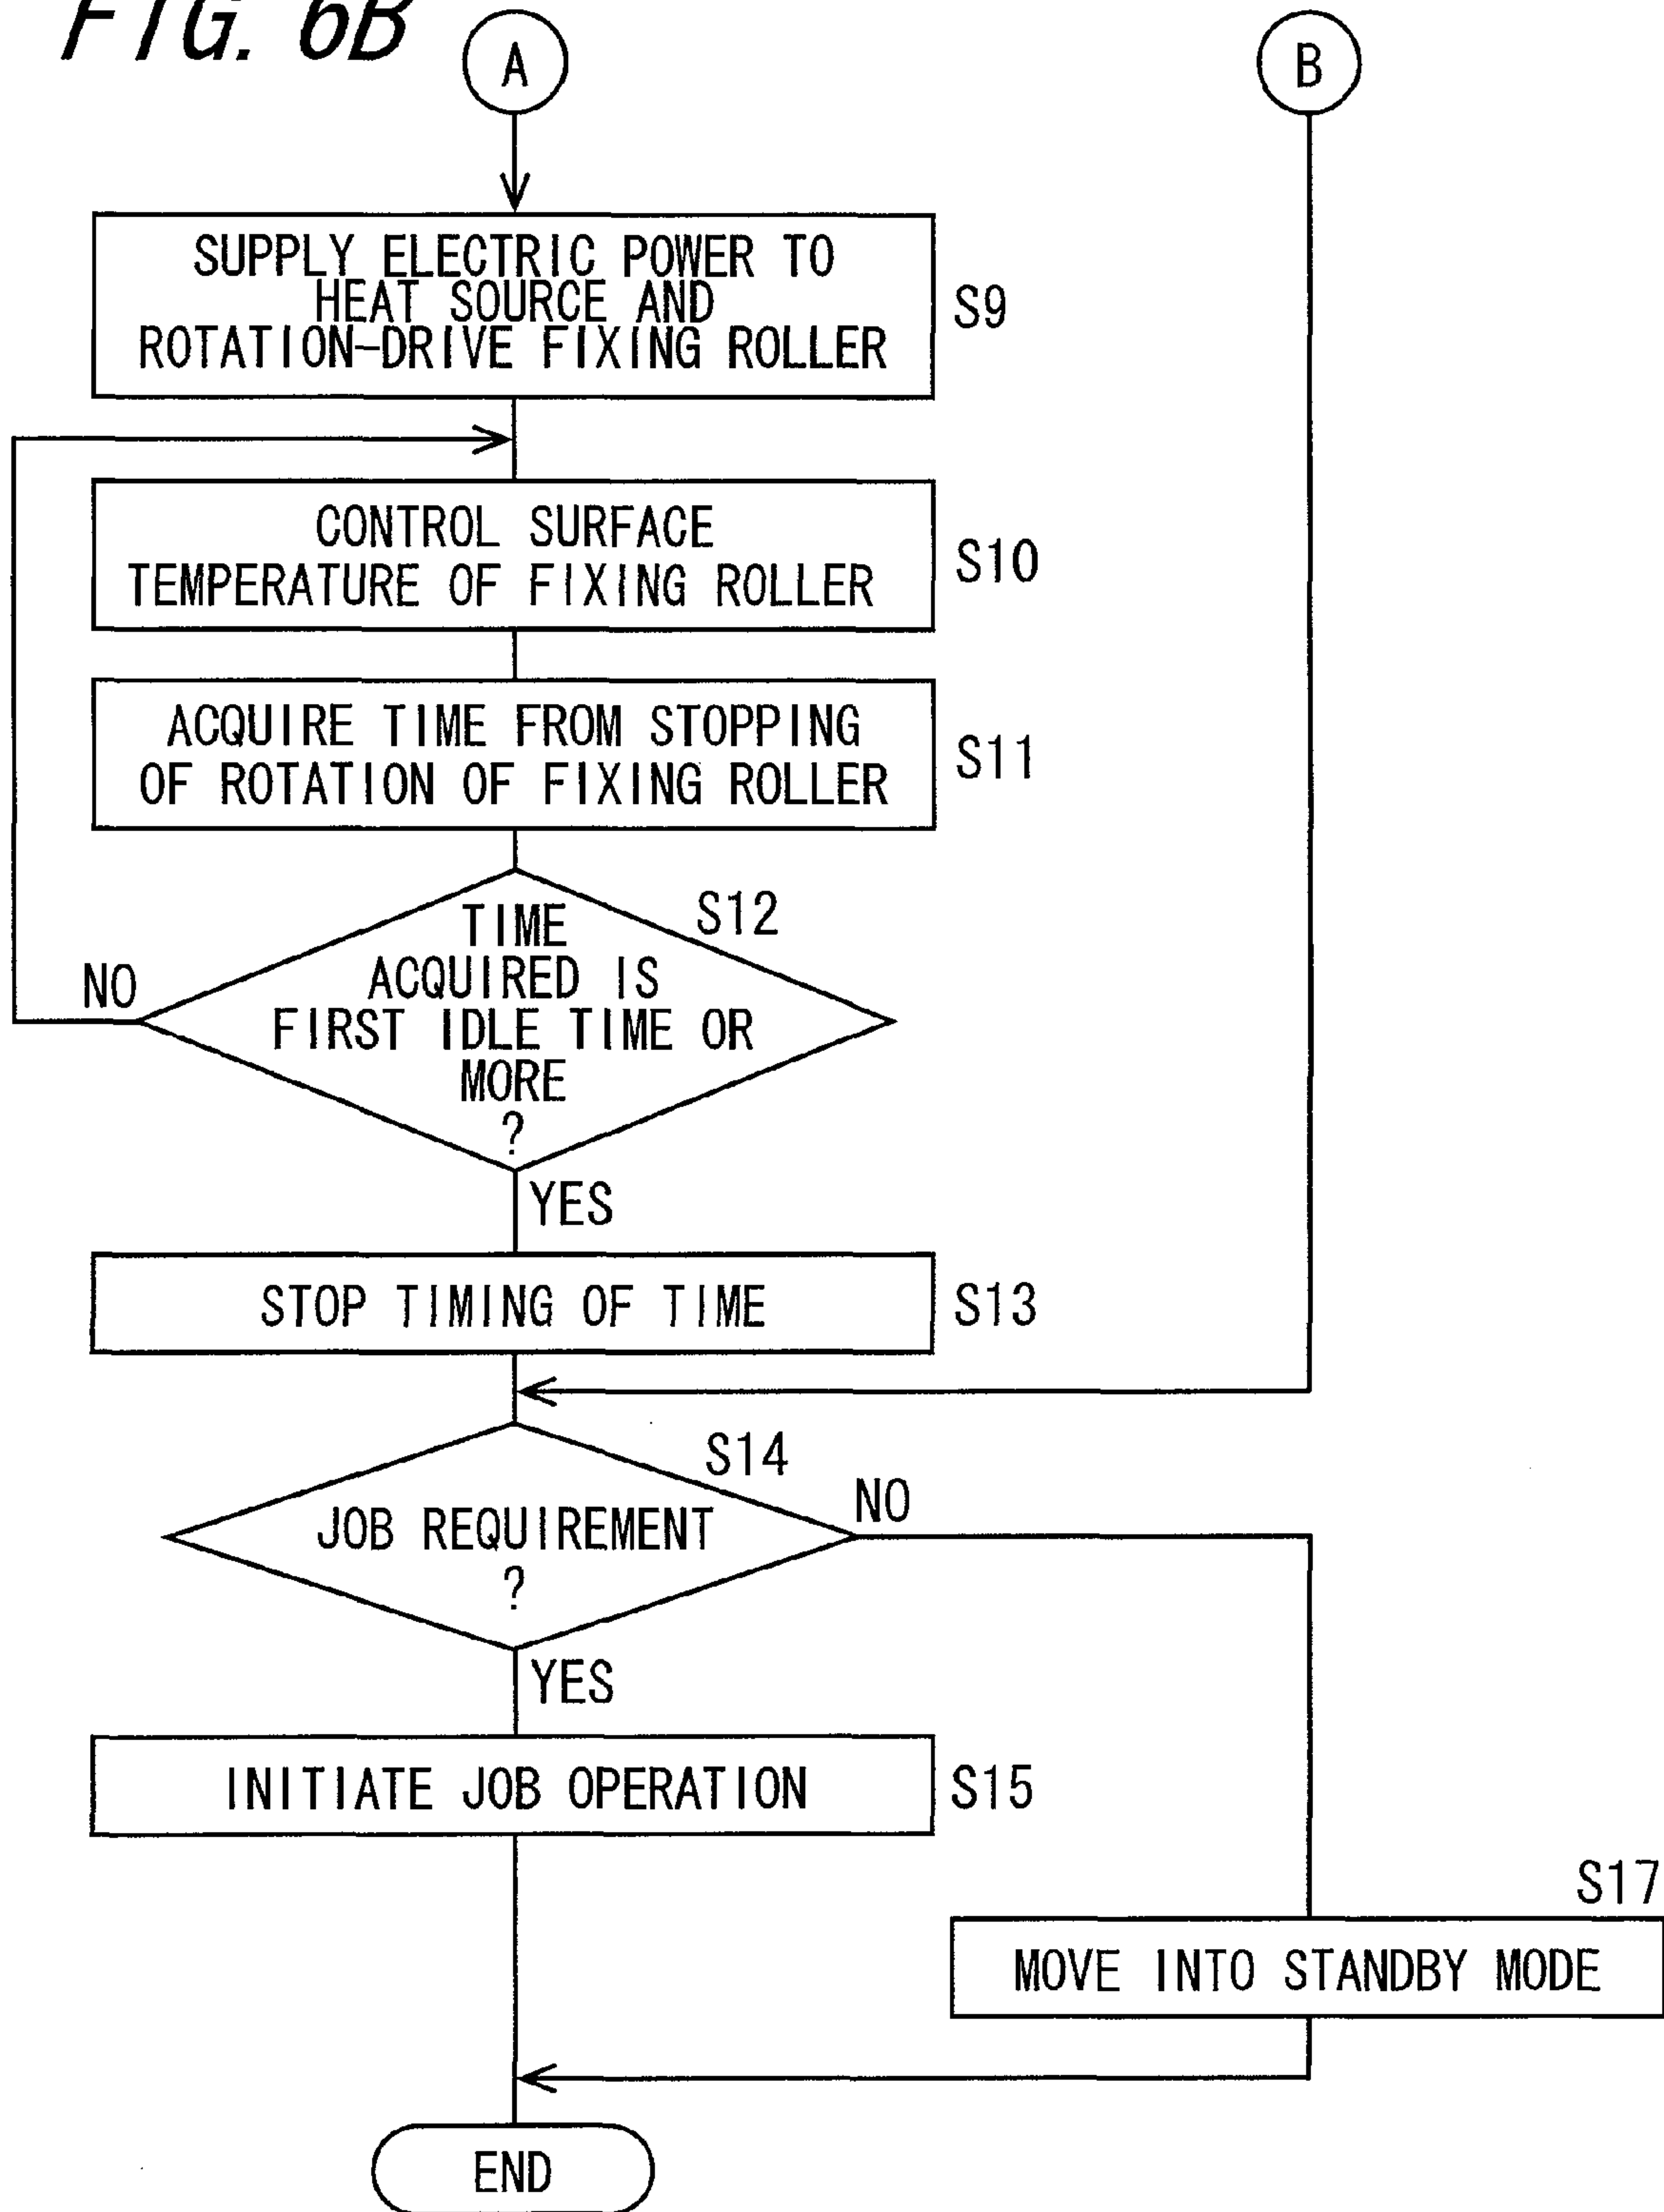 FIG. 6B
A
B
SUPPLY ELECTRIC POWER TO
HEAT SOURCE AND
ROTATION-DRIVE FIXING ROLLER
S9
CONTROL SURFACE
TEMPERATURE OF FIXING ROLLER
S10
ACQUIRE TIME FROM STOPPING
OF ROTATION OF FIXING ROLLER
S11
S12
TIME
ACQUIRED IS
FIRST IDLE TIME OR
MORE
?
NO
YES
STOP TIMING OF TIME
S13
S14
JOB REQUIREMENT
?
NO
YES
INITIATE JOB OPERATION
S15
S17
MOVE INTO STANDBY MODE
END